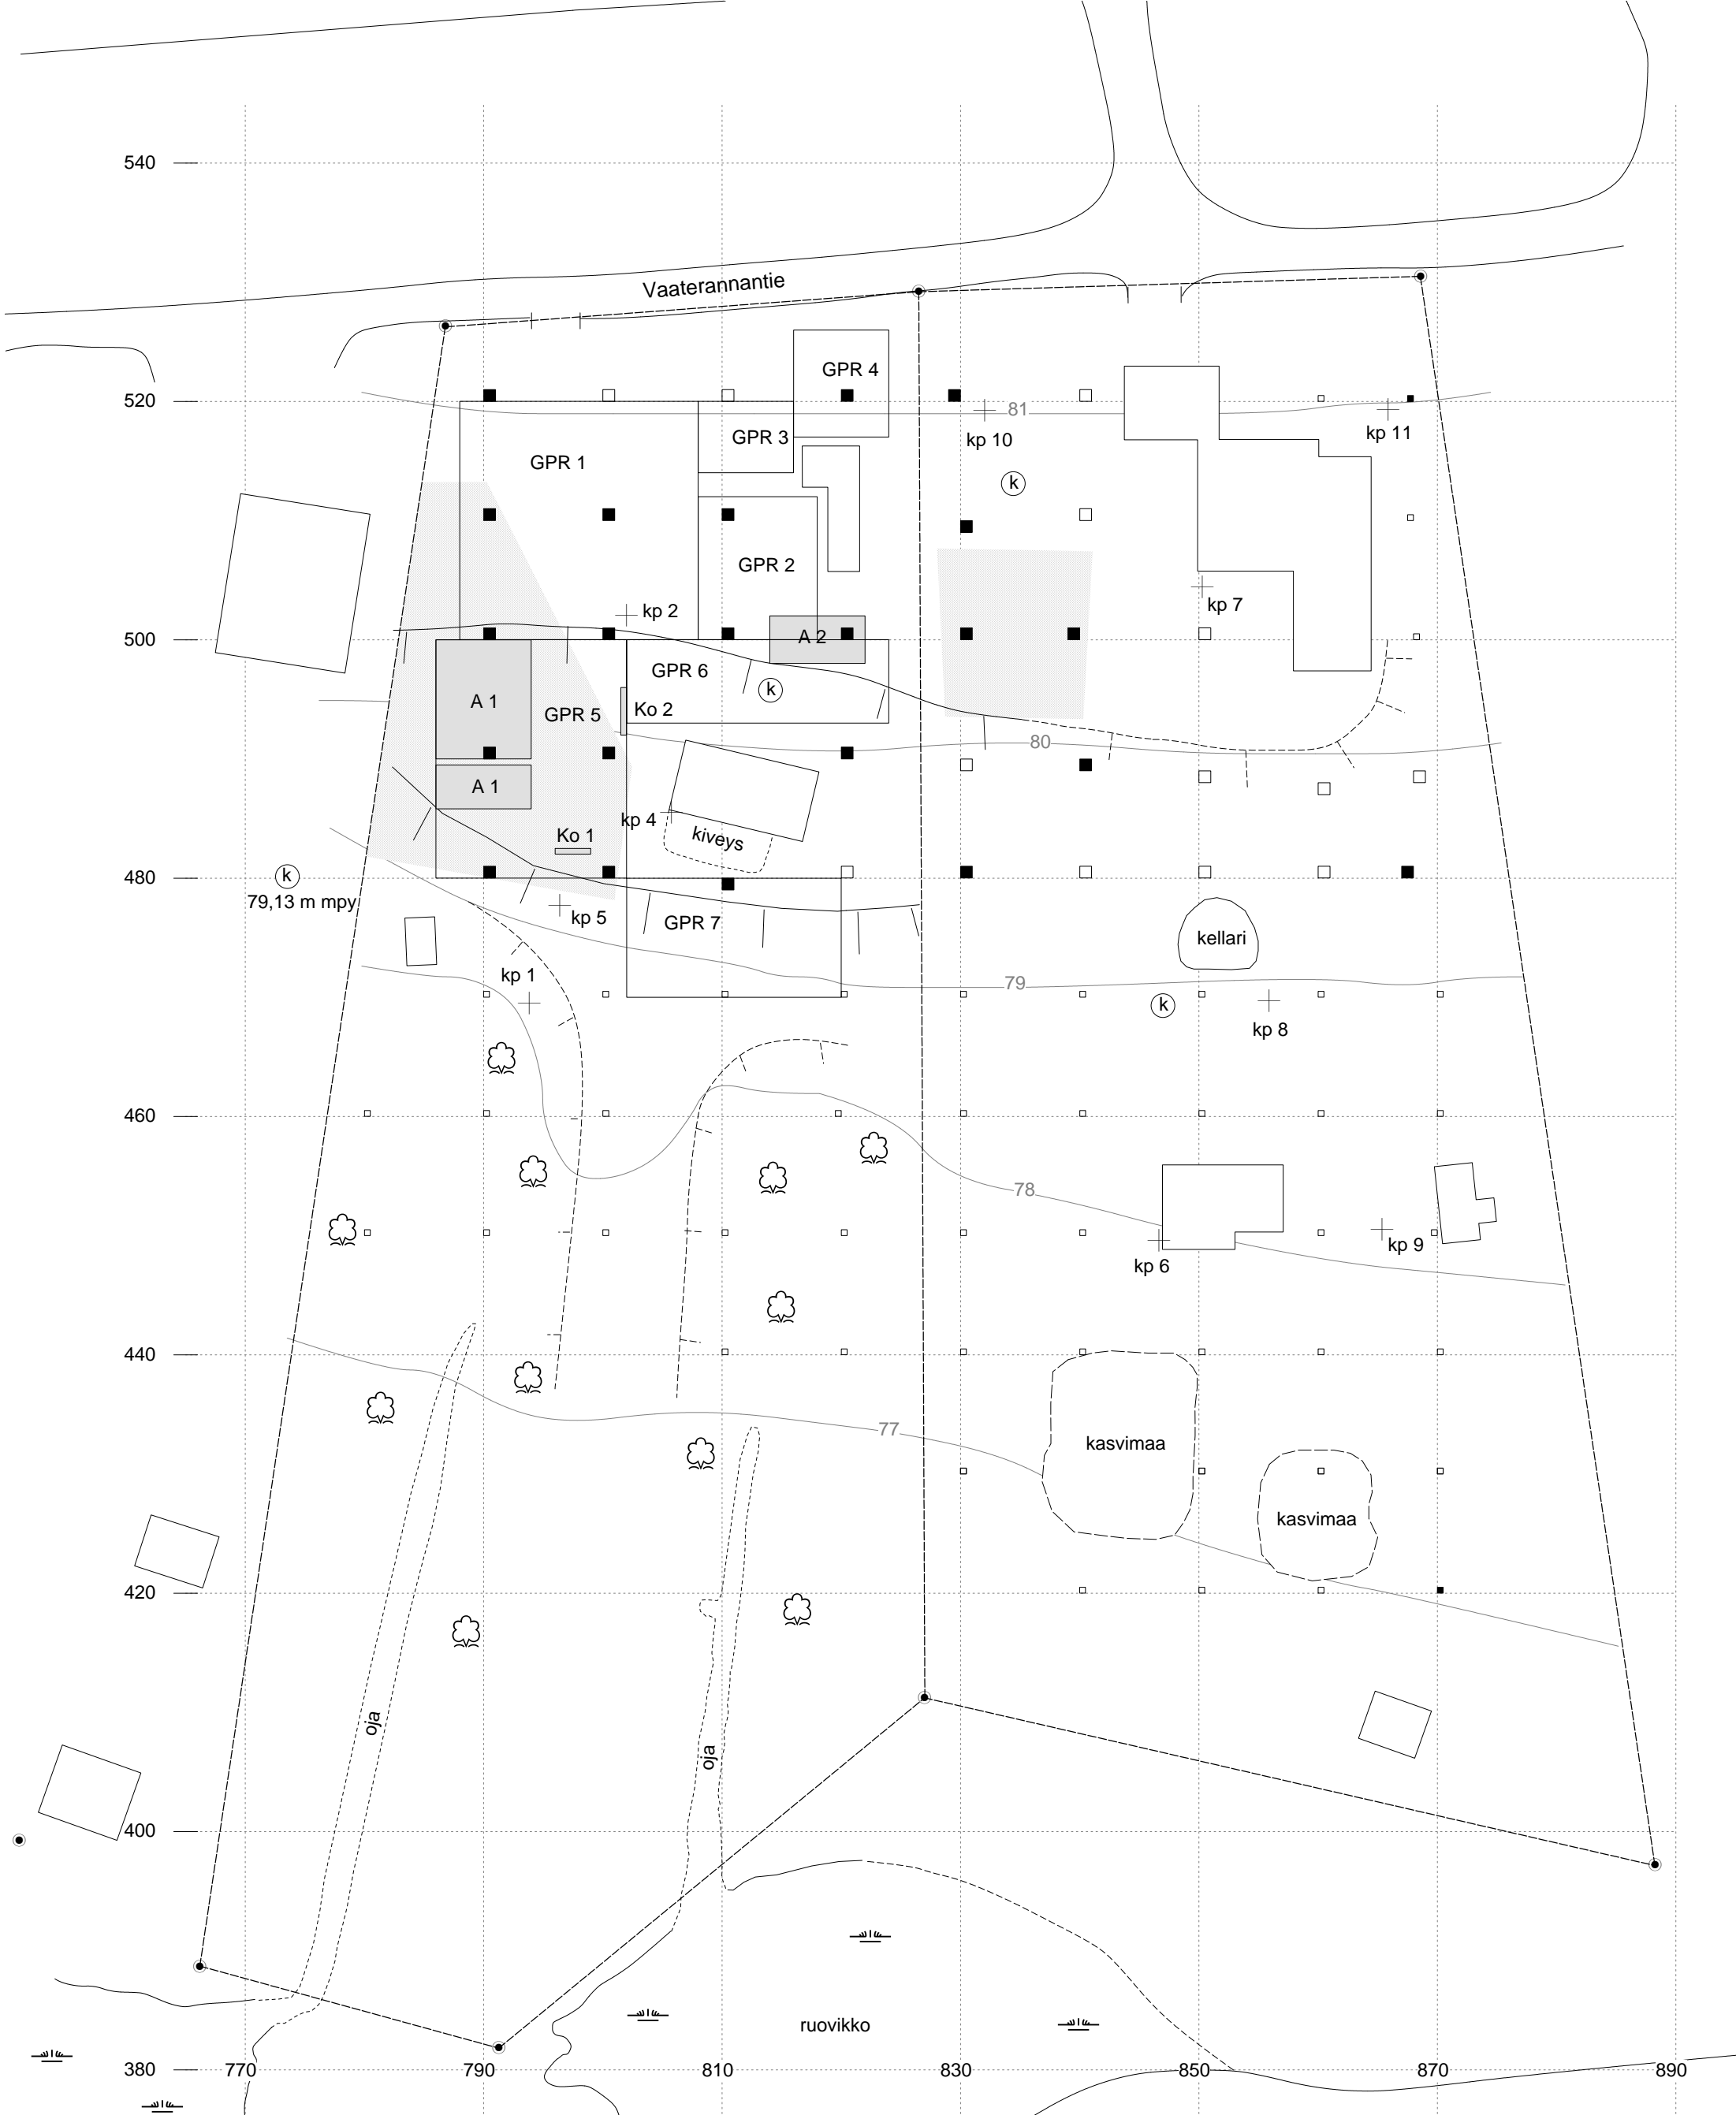 540
Vaaterannantie
GPR 4
520
81
kp 10
kp 11
GPR 3
GPR 1
k
GPR 2
kp 2
kp 7
500
A 2
GPR 6
k
A 1
Ko 2
GPR 5
80
A 1
kp 4
Ko 1
kiveys
k
480
79,13 m mpy
kp 5
GPR 7
kellari
kp 1
79
k
kp 8
460
78
kp 9
kp 6
440
77
kasvimaa
kasvimaa
420
oja
oja
400
ruovikko
380
770
790
810
830
850
870
890